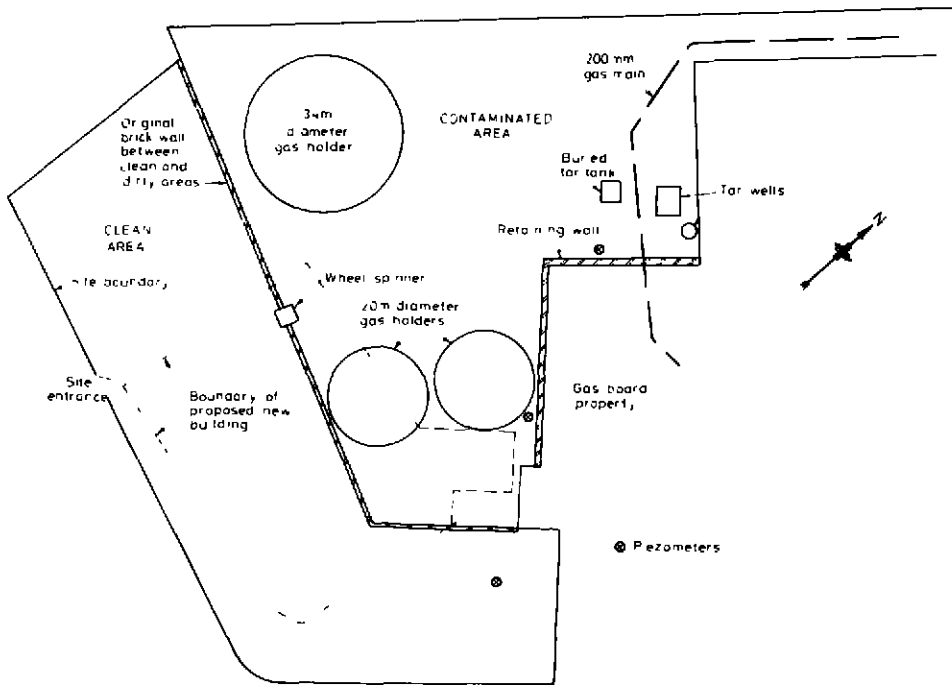 200 mm
gas main
34m
diameter
gas holder
CONTAMINATED
AREA
Original
brick wall
between
clean and
dirty areas
Buried
tar tank
Tar wells
CLEAN
AREA
Retaining wall
N
Site boundary
Wheel spinner
20m diameter
gas holders
Site
entrance
Boundary of
proposed new
building
Gas board
property
Piezometers